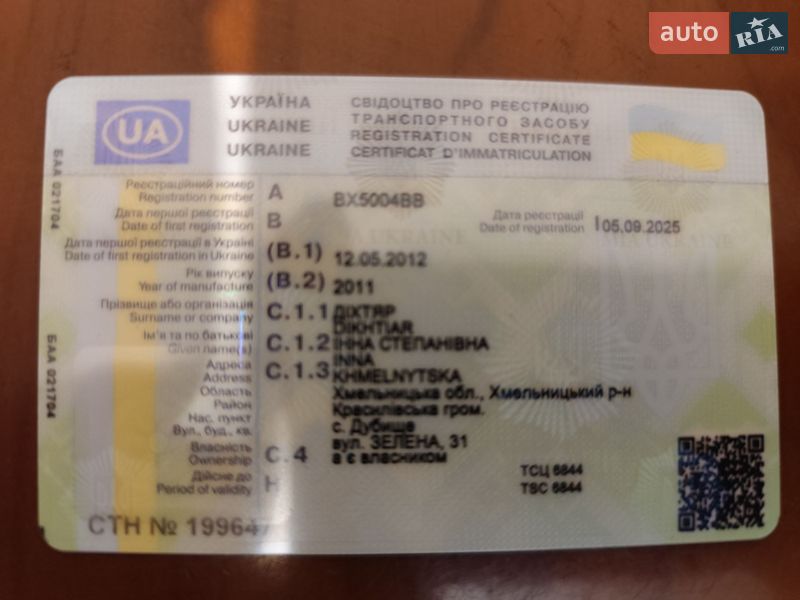 auto RIA .com
УКРАЇНА СВІДОЦТВО ПРО РЕЄСТРАЦІЮ
UKRAINE ТРАНСПОРТНОГО ЗАСОБУ
UKRAINE REGISTRATION CERTIFICATE
CERTIFICAT D'IMMATRICULATION
UA
БАА 021704
Реєстраційний номер A BX5004BB
Registration number
Дата першої реєстрації B Дата реєстрації 05.09.2025
Date of first registration Date of registration
Дата першої реєстрації в Україні (B.1) 12.05.2012
Date of first registration in Ukraine
Рік випуску (B.2) 2011
Year of manufacture
Прізвище або організація C.1.1 ДІХТЯР
Surname or company DIKHTIAR
Ім'я та по батькові C.1.2 ІННА СТЕПАНІВНА
Given name(s) INNA
Адреса C.1.3 KHMELNYTSKA
Address Хмельницька обл., Хмельницький р-н
Область Красилівська гром.
Район с. Дубище
Нас. пункт вул. ЗЕЛЕНА, 31
Вул., буд., кв.
Власність C.4 а є власником
Ownership
Дійсне до H ТСЦ 6844
Period of validity TSC 6844
БАА 021704
СТН № 199647